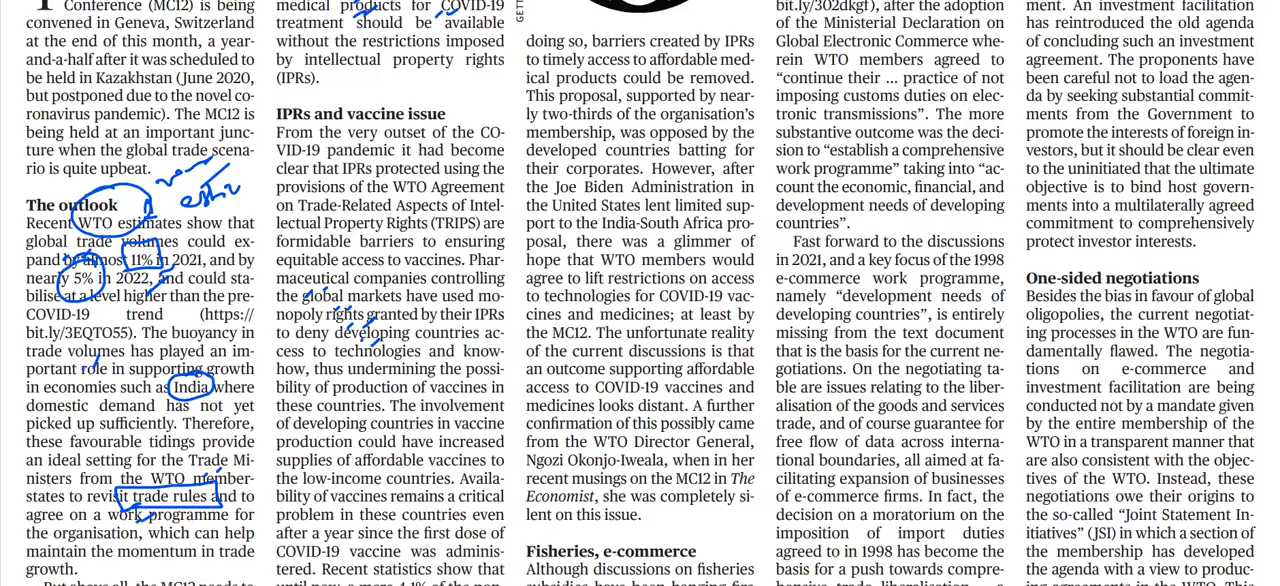 Conference (MC12) is being
convened in Geneva, Switzerland
at the end of this month, a year-
and-a-half after it was scheduled to
be held in Kazakhstan (June 2020,
but postponed due to the novel co-
ronavirus pandemic). The MC12 is
being held at an important junc-
ture when the global trade scena-
rio is quite upbeat.
The outlook
Recent WTO estimates show that
global trade volumes could ex-
pand by almost 11% in 2021, and by
nearly 5% in 2022, and could sta-
bilise at a level higher than the pre-
COVID-19 trend (https://
bit.ly/3EQTO55). The buoyancy in
trade volumes has played an im-
portant role in supporting growth
in economies such as India where
domestic demand has not yet
picked up sufficiently. Therefore,
these favourable tidings provide
an ideal setting for the Trade Mi-
nisters from the WTO member-
states to revisit trade rules and to
agree on a work programme for
the organisation, which can help
maintain the momentum in trade
growth.
But above all, the MC12 needs to
medical products for COVID-19
treatment should be available
without the restrictions imposed
by intellectual property rights
(IPRs).
IPRs and vaccine issue
From the very outset of the CO-
VID-19 pandemic it had become
clear that IPRs protected using the
provisions of the WTO Agreement
on Trade-Related Aspects of Intel-
lectual Property Rights (TRIPS) are
formidable barriers to ensuring
equitable access to vaccines. Phar-
maceutical companies controlling
the global markets have used mo-
nopoly rights granted by their IPRs
to deny developing countries ac-
cess to technologies and know-
how, thus undermining the possi-
bility of production of vaccines in
these countries. The involvement
of developing countries in vaccine
production could have increased
supplies of affordable vaccines to
the low-income countries. Availa-
bility of vaccines remains a critical
problem in these countries even
after a year since the first dose of
COVID-19 vaccine was adminis-
tered. Recent statistics show that
until now, a mere 4.1% of the pop-
GETT
doing so, barriers created by IPRs
to timely access to affordable med-
ical products could be removed.
This proposal, supported by near-
ly two-thirds of the organisation's
membership, was opposed by the
developed countries batting for
their corporates. However, after
the Joe Biden Administration in
the United States lent limited sup-
port to the India-South Africa pro-
posal, there was a glimmer of
hope that WTO members would
agree to lift restrictions on access
to technologies for COVID-19 vac-
cines and medicines; at least by
the MC12. The unfortunate reality
of the current discussions is that
an outcome supporting affordable
access to COVID-19 vaccines and
medicines looks distant. A further
confirmation of this possibly came
from the WTO Director General,
Ngozi Okonjo-Iweala, when in her
recent musings on the MC12 in The
Economist, she was completely si-
lent on this issue.
Fisheries, e-commerce
Although discussions on fisheries
subsidies have been hanging fire
bit.ly/302dkgf), after the adoption
of the Ministerial Declaration on
Global Electronic Commerce whe-
rein WTO members agreed to
“continue their ... practice of not
imposing customs duties on elec-
tronic transmissions”. The more
substantive outcome was the deci-
sion to “establish a comprehensive
work programme” taking into “ac-
count the economic, financial, and
development needs of developing
countries”.
Fast forward to the discussions
in 2021, and a key focus of the 1998
e-commerce work programme,
namely “development needs of
developing countries”, is entirely
missing from the text document
that is the basis for the current ne-
gotiations. On the negotiating ta-
ble are issues relating to the liber-
alisation of the goods and services
trade, and of course guarantee for
free flow of data across interna-
tional boundaries, all aimed at fa-
cilitating expansion of businesses
of e-commerce firms. In fact, the
decision on a moratorium on the
imposition of import duties
agreed to in 1998 has become the
basis for a push towards compre-
hensive trade liberalisation
ment. An investment facilitation
has reintroduced the old agenda
of concluding such an investment
agreement. The proponents have
been careful not to load the agen-
da by seeking substantial commit-
ments from the Government to
promote the interests of foreign in-
vestors, but it should be clear even
to the uninitiated that the ultimate
objective is to bind host govern-
ments into a multilaterally agreed
commitment to comprehensively
protect investor interests.
One-sided negotiations
Besides the bias in favour of global
oligopolies, the current negotiat-
ing processes in the WTO are fun-
damentally flawed. The negotia-
tions on e-commerce and
investment facilitation are being
conducted not by a mandate given
by the entire membership of the
WTO in a transparent manner that
are also consistent with the objec-
tives of the WTO. Instead, these
negotiations owe their origins to
the so-called “Joint Statement In-
itiatives” (JSI) in which a section of
the membership has developed
the agenda with a view to produc-
ing agreements in the WTO. This